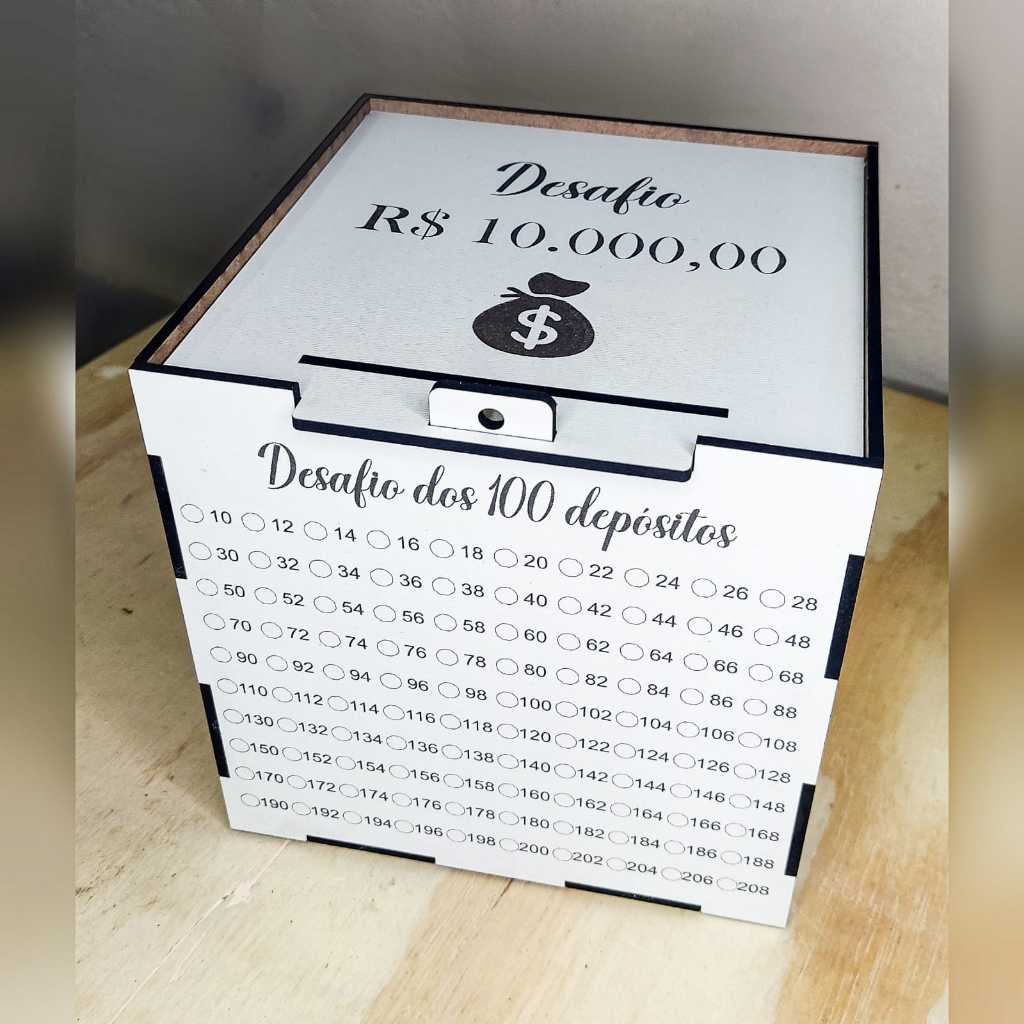 Desafio
R$ 10.000,00
$
Desafio dos 100 depósitos
10 12 14 16 18 20 22 24 26 28
30 32 34 36 38 40 42 44 46 48
50 52 54 56 58 60 62 64 66 68
70 72 74 76 78 80 82 84 86 88
90 92 94 96 98 100 102 104 106 108
110 112 114 116 118 120 122 124 126 128
130 132 134 136 138 140 142 144 146 148
150 152 154 156 158 160 162 164 166 168
170 172 174 176 178 180 182 184 186 188
190 192 194 196 198 200 202 204 206 208